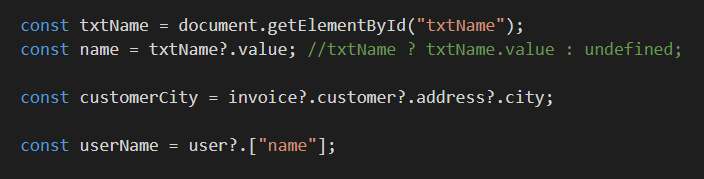 const txtName = document.getElementById("txtName");
const name = txtName?.value; //txtName ? txtName.value : undefined;
const customerCity = invoice?.customer?.address?.city;
const userName = user?.["name"];